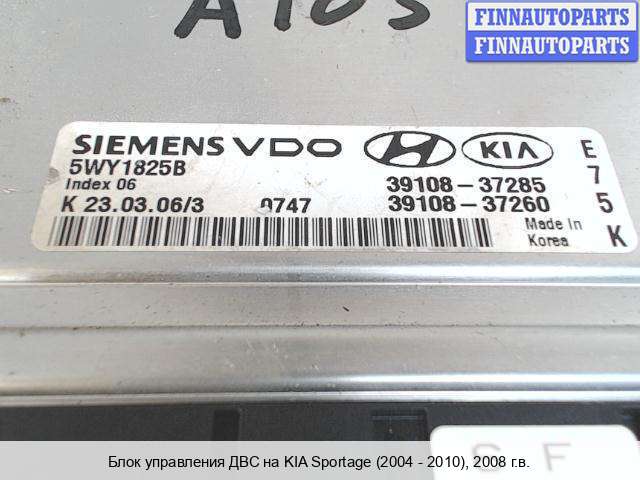 A105
FINNAUTOPARTS
FINNAUTOPARTS
SIEMENS VDO
KIA
5WY1825B
Index 06
39108-37285
K 23.03.06/3 0747 39108-37260
Made In
Korea
E
7
5
K
S F
Блок управления ДВС на KIA Sportage (2004 - 2010), 2008 г.в.